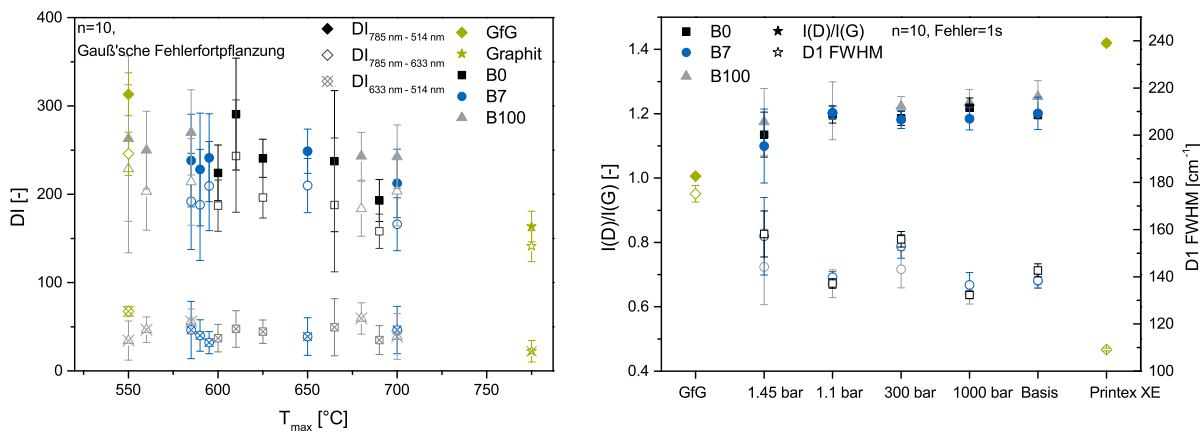 n=10,
Gauß'sche Fehlerfortpflanzung
DI785 nm - 514 nm
DI785 nm - 633 nm
DI633 nm - 514 nm
GfG
Graphit
B0
B7
B100
DI [-]
400
300
200
100
0
550 600 650 700 750
Tmax [°C]
B0
B7
B100
I(D)/I(G)
D1 FWHM
n=10, Fehler=1s
I(D)/I(G) [-]
1.4
1.2
1.0
0.8
0.6
0.4
GfG 1.45 bar 1.1 bar 300 bar 1000 bar Basis Printex XE
240
220
200
180
160
140
120
100
D1 FWHM [cm-1]